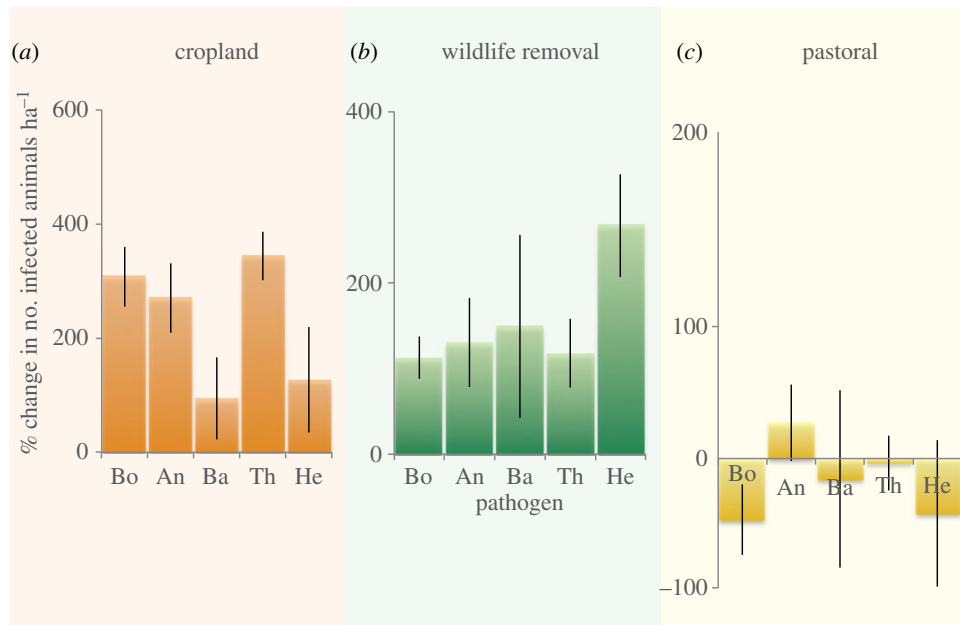 (a) cropland
(b) wildlife removal
(c) pastoral
% change in no. infected animals ha⁻¹
600
400
200
0
Bo An Ba Th He
400
200
0
Bo An Ba Th He
pathogen
200
100
0
−100
Bo An Ba Th He